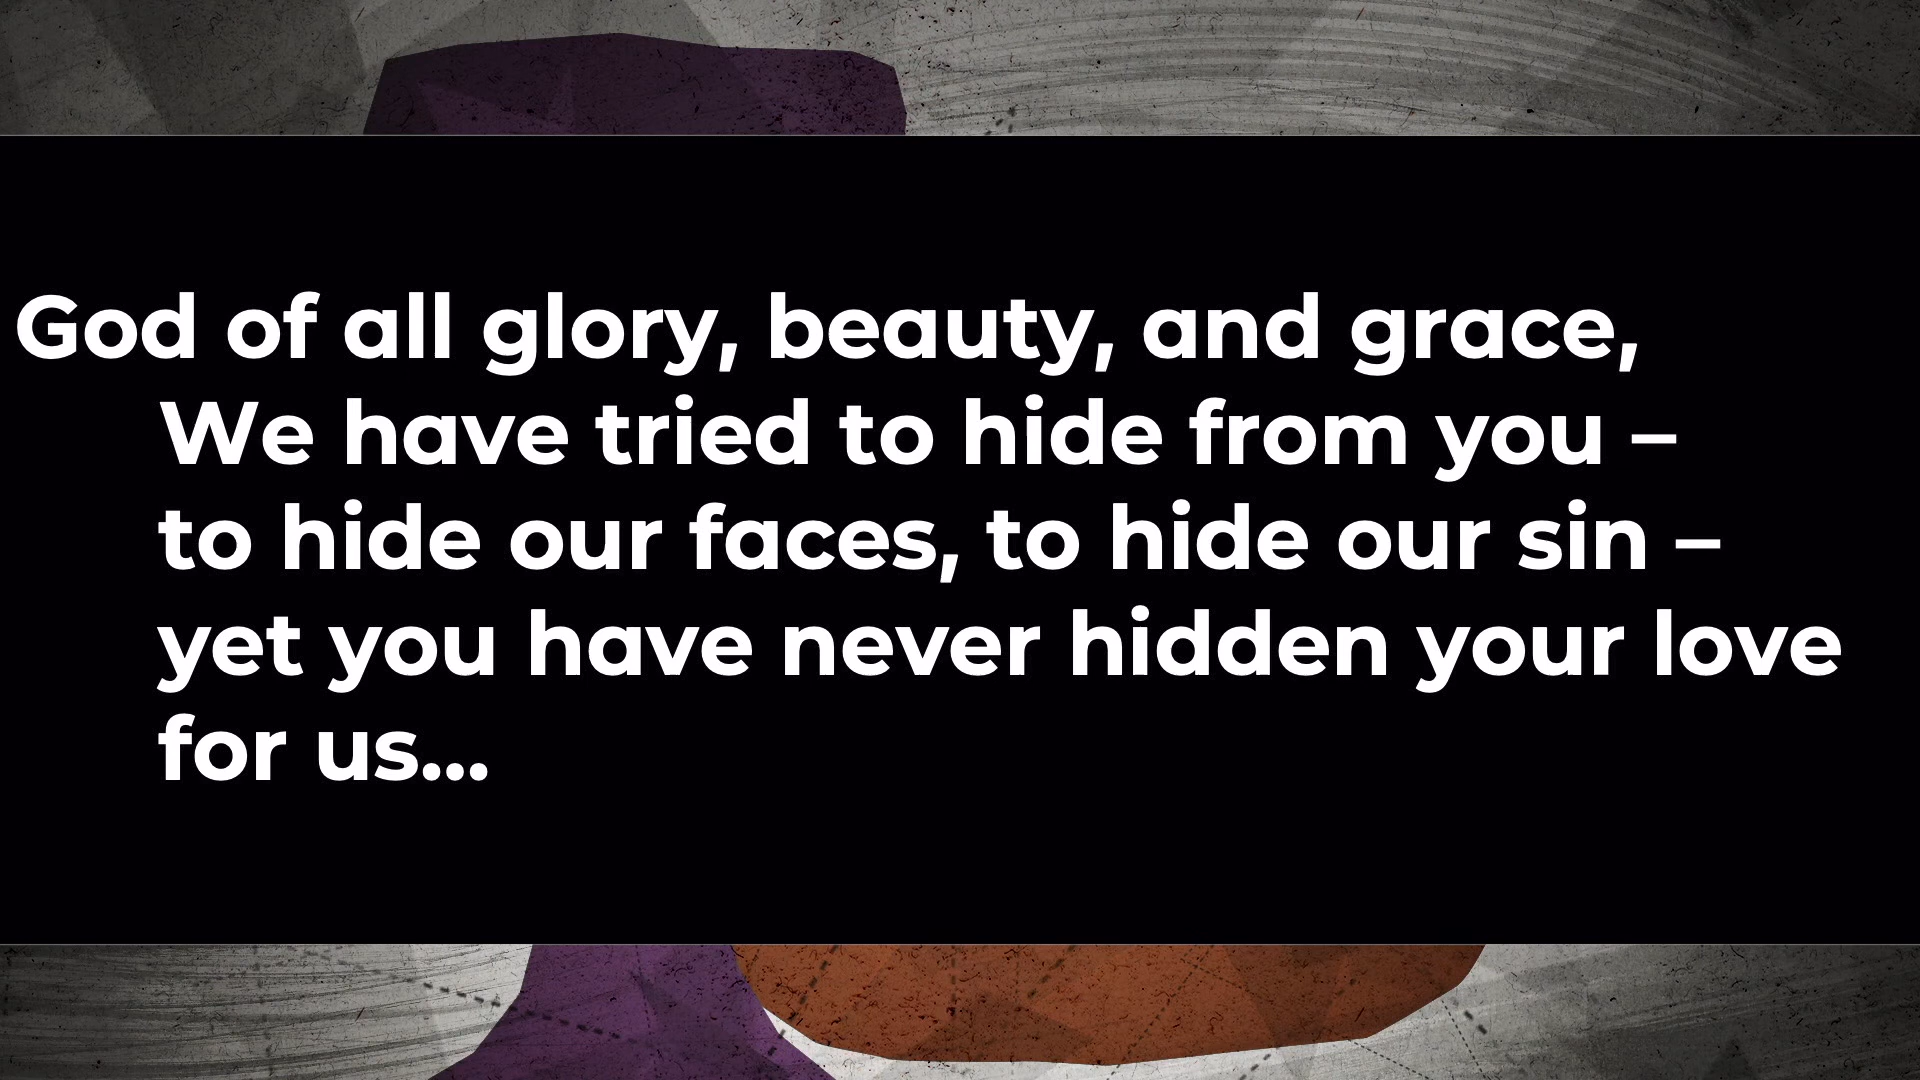 God of all glory, beauty, and grace,
We have tried to hide from you –
to hide our faces, to hide our sin –
yet you have never hidden your love
for us...